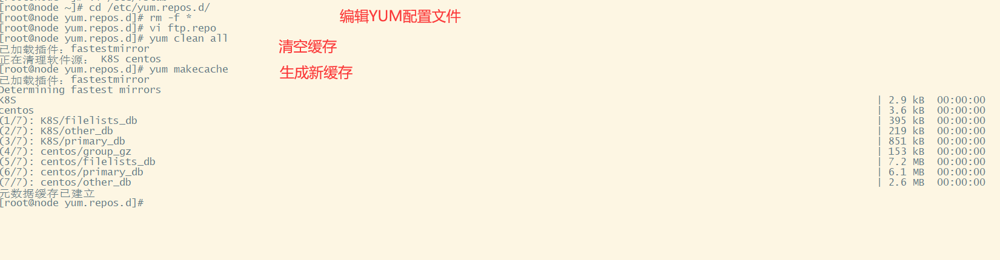 [root@node ~]# cd /etc/yum.repos.d/
[root@node yum.repos.d]# rm -f *
编辑YUM配置文件
[root@node yum.repos.d]# vi ftp.repo
[root@node yum.repos.d]# yum clean all
已加载插件：fastestmirror
清空缓存
正在清理软件源： K8S centos
[root@node yum.repos.d]# yum makecache
生成新缓存
已加载插件：fastestmirror
Determining fastest mirrors
K8S | 2.9 kB 00:00:00
centos | 3.6 kB 00:00:00
(1/7): K8S/filelists_db | 395 kB 00:00:00
(2/7): K8S/other_db | 219 kB 00:00:00
(3/7): K8S/primary_db | 851 kB 00:00:00
(4/7): centos/group_gz | 153 kB 00:00:00
(5/7): centos/filelists_db | 7.2 MB 00:00:00
(6/7): centos/primary_db | 6.1 MB 00:00:00
(7/7): centos/other_db | 2.6 MB 00:00:00
元数据缓存已建立
[root@node yum.repos.d]#